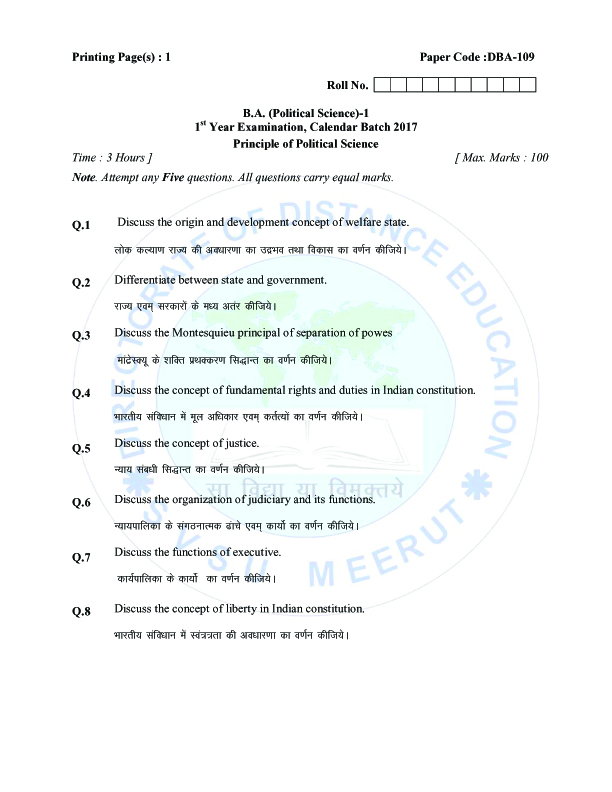 Printing Page(s) : 1 Paper Code :DBA-109
Roll No.
B.A. (Political Science)-1
1st Year Examination, Calendar Batch 2017
Principle of Political Science
Time : 3 Hours ] [ Max. Marks : 100
Note. Attempt any Five questions. All questions carry equal marks.
Q.1 Discuss the origin and development concept of welfare state.
लोक कल्याण राज्य की अवधारणा का उद्रभव तथा विकास का वर्णन कीजिये।
Q.2 Differentiate between state and government.
राज्य एवम् सरकारों के मध्य अतंर कीजिये।
Q.3 Discuss the Montesquieu principal of separation of powes
मांटेस्क्यू के शक्ति प्रथक्करण सिद्धान्त का वर्णन कीजिये।
Q.4 Discuss the concept of fundamental rights and duties in Indian constitution.
भारतीय संविधान में मूल अधिकार एवम् कर्तत्यों का वर्णन कीजिये।
Q.5 Discuss the concept of justice.
न्याय संबधी सिद्धान्त का वर्णन कीजिये।
Q.6 Discuss the organization of judiciary and its functions.
न्यायपालिका के संगठनात्मक ढांचे एवम् कार्यो का वर्णन कीजिये।
Q.7 Discuss the functions of executive.
कार्यपालिका के कार्यो का वर्णन कीजिये।
Q.8 Discuss the concept of liberty in Indian constitution.
भारतीय संविधान में स्वंत्रत्रता की अवधारणा का वर्णन कीजिये।
DIRECTORATE OF DISTANCE EDUCATION
सा विद्या या विमुक्तये
SVSU MEERUT